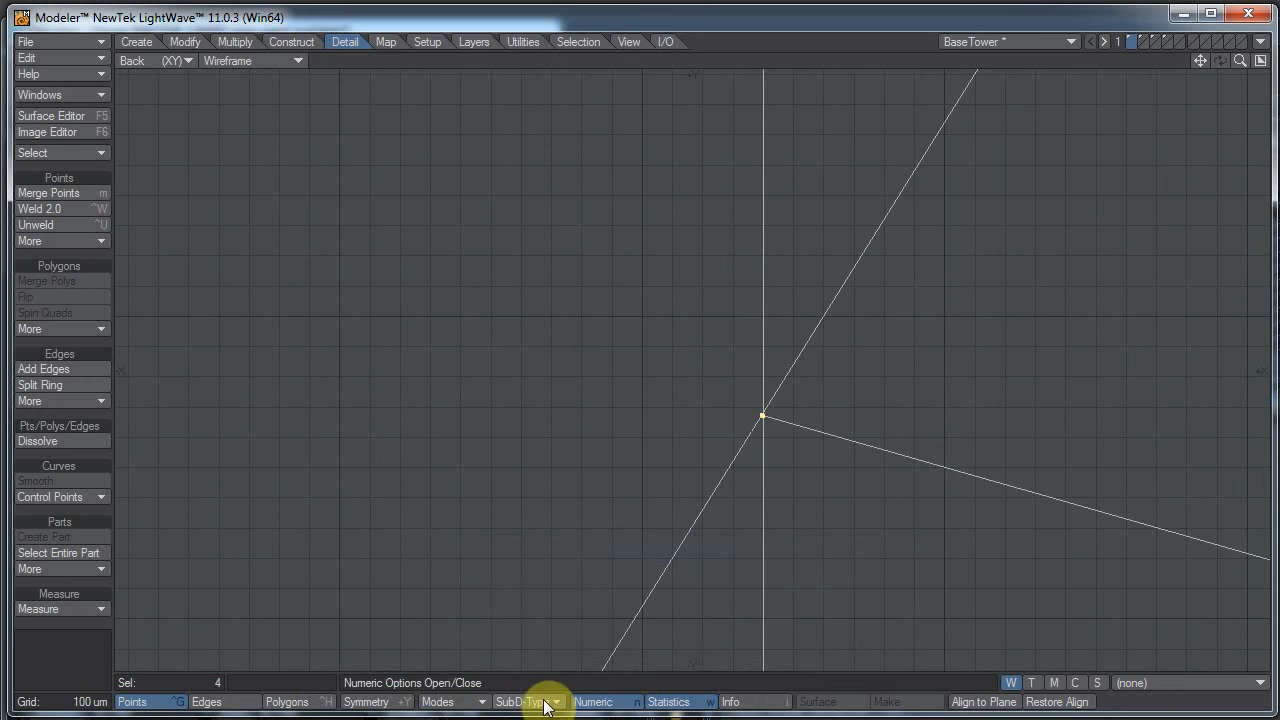 Modeler™ NewTek LightWave™ 11.0.3 (Win64)
File Create Modify Multiply Construct Detail Map Setup Layers Utilities Selection View I/O BaseTower * 1
Edit Back (XY) Wireframe
Help
Windows
Surface Editor F5
Image Editor F6
Select
Points
Merge Points m
Weld 2.0 ^W
Unweld ^U
More
Polygons
Merge Polys
Flip
Spin Quads
More
Edges
Add Edges
Split Ring
More
Pts/Polys/Edges
Dissolve
Curves
Smooth
Control Points
Parts
Create Part
Select Entire Part
More
Measure
Measure
+Y
-X
+X
-Y
Sel: 4 Numeric Options Open/Close W T M C S (none)
Grid: 100 um Points ^G Edges Polygons ^H Symmetry +Y Modes SubD-Typ Numeric n Statistics w Info i Surface Make Align to Plane Restore Align